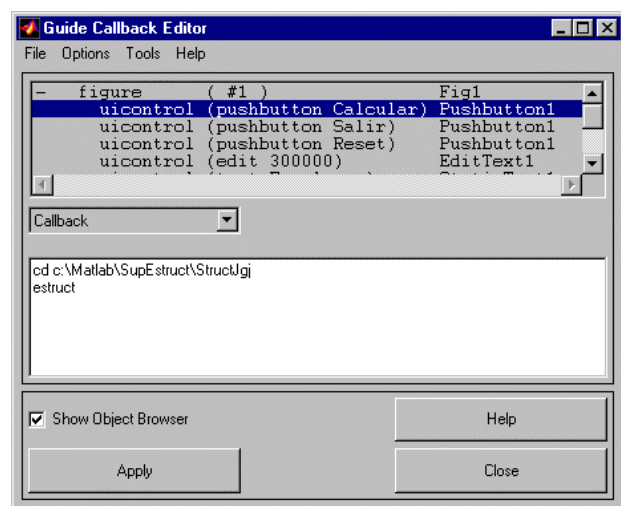 Guide Callback Editor
File Options Tools Help
- figure ( #1 ) Fig1
uicontrol (pushbutton Calcular) Pushbutton1
uicontrol (pushbutton Salir) Pushbutton1
uicontrol (pushbutton Reset) Pushbutton1
uicontrol (edit 300000) EditText1
Callback
cd c:\Matlab\SupEstruct\StructJgj
estruct
Show Object Browser
Help
Apply
Close